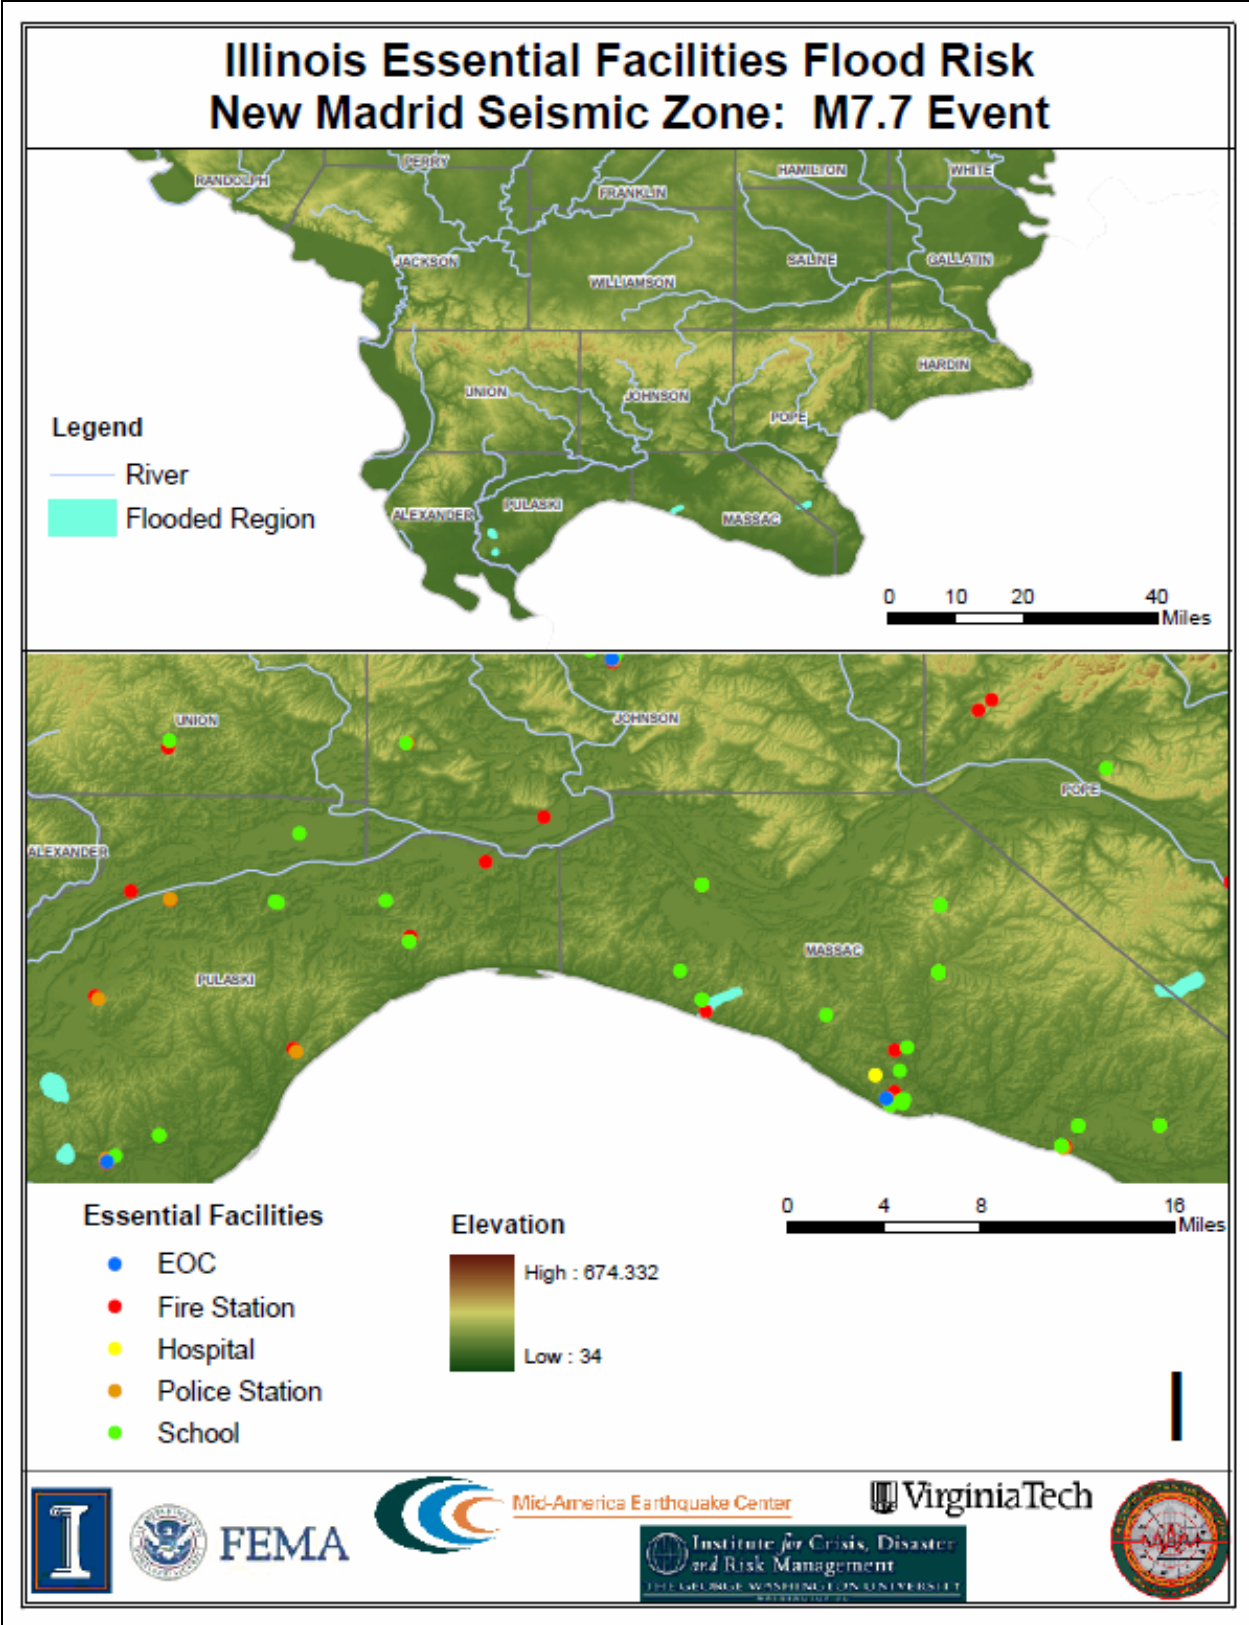 Illinois Essential Facilities Flood Risk
New Madrid Seismic Zone: M7.7 Event
PERRY
RANDOLPH
HAMILTON
WHITE
FRANKLIN
JACKSON
SALINE
GALLATIN
WILLIAMSON
HARDIN
UNION
JOHNSON
POPE
Legend
River
Flooded Region
PULASKI
ALEXANDER
MASSAC
0 10 20 40
Miles
UNION
JOHNSON
POPE
ALEXANDER
MASSAC
PULASKI
0 4 8 16
Miles
Essential Facilities
EOC
Fire Station
Hospital
Police Station
School
Elevation
High : 674.332
Low : 34
I
FEMA
Mid-America Earthquake Center
VirginiaTech
Institute for Crisis, Disaster
and Risk Management
THE GEORGE WASHINGTON UNIVERSITY